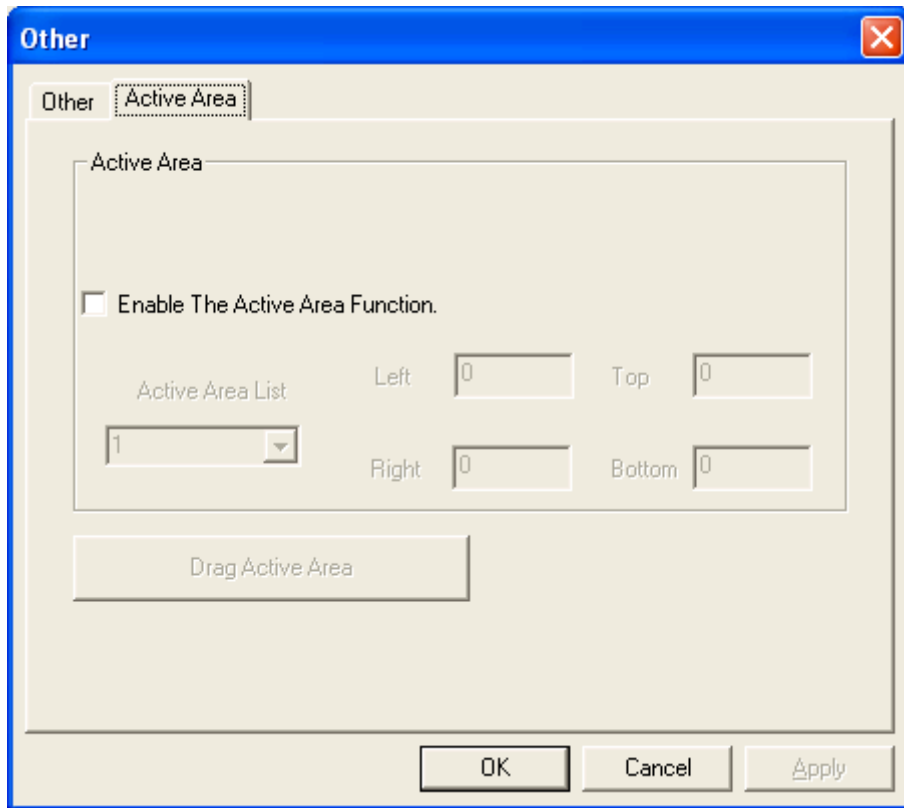 Other
Other Active Area
Active Area
Enable The Active Area Function.
Active Area List
1
Left 0 Top 0
Right 0 Bottom 0
Drag Active Area
OK Cancel Apply